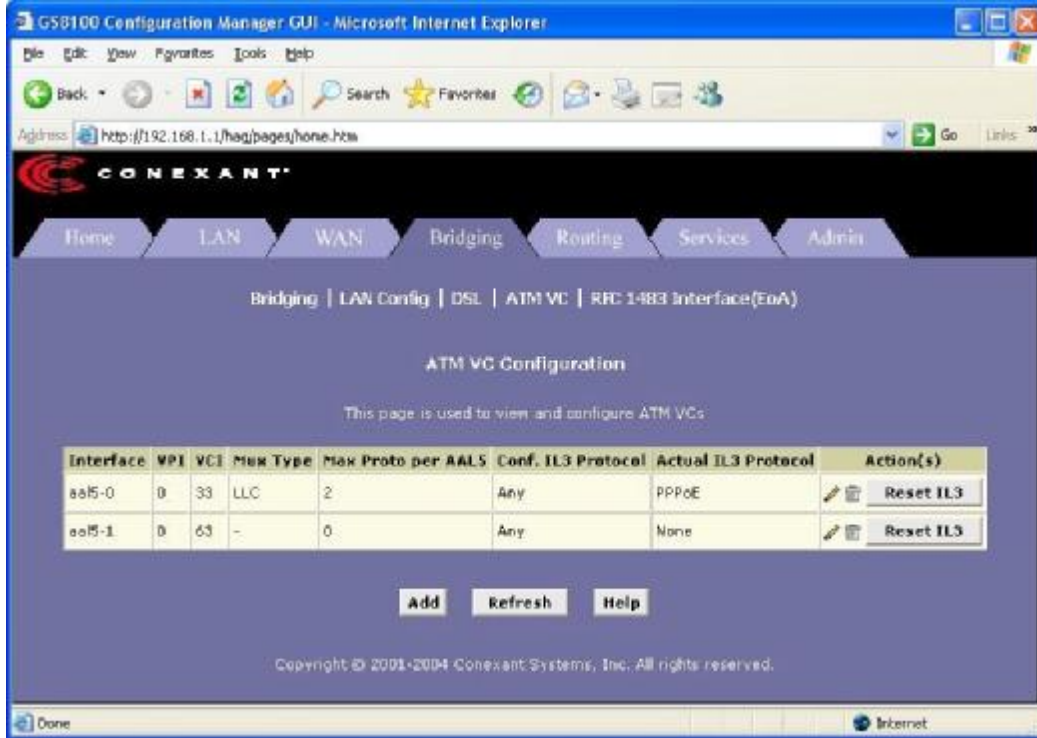 GS8100 Configuration Manager GUI - Microsoft Internet Explorer
File Edit View Favorites Tools Help
Back Search Favorites
Address http://192.168.1.1/hag/pages/home.htm Go Links »
CONEXANT™
Home LAN WAN Bridging Routing Services Admin
Bridging | LAN Config | DSL | ATM VC | RFC 1483 Interface(EoA)
ATM VC Configuration
This page is used to view and configure ATM VCs
Interface VPI VCI Mux Type Max Proto per AAL5 Conf. IL3 Protocol Actual IL3 Protocol Action(s)
aal5-0 0 33 LLC 2 Any PPPoE Reset IL3
aal5-1 0 63 - 0 Any None Reset IL3
Add Refresh Help
Copyright © 2001-2004 Conexant Systems, Inc. All rights reserved.
Done Internet